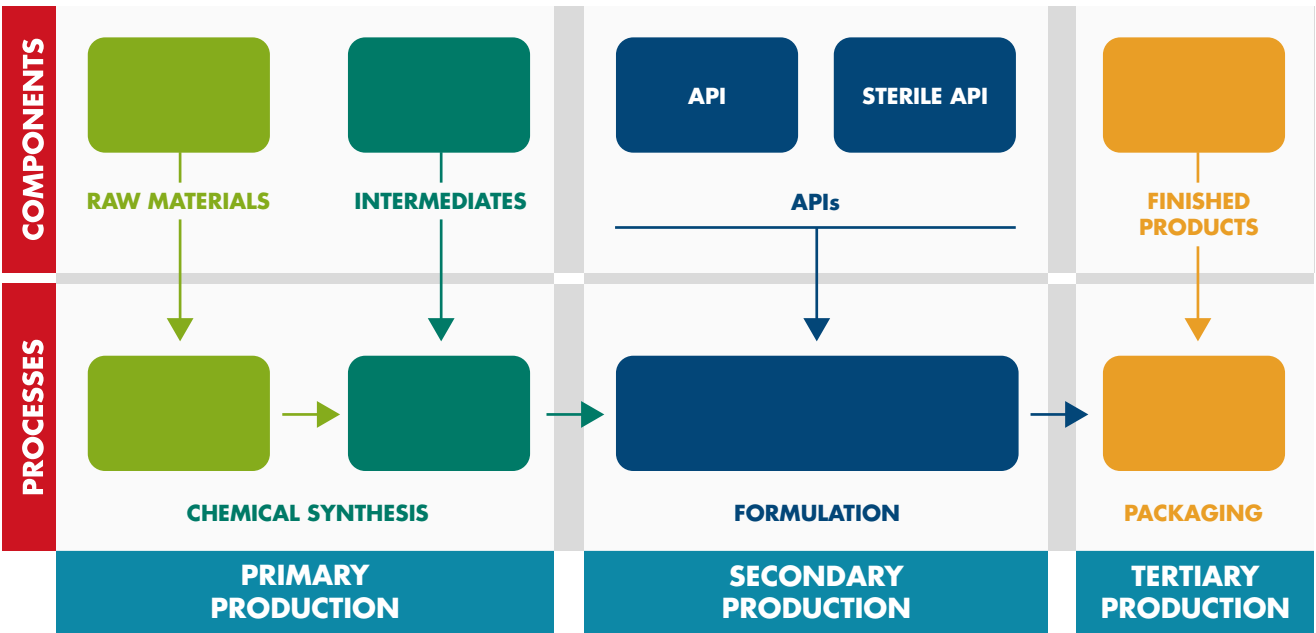 COMPONENTS
API
STERILE API
RAW MATERIALS
INTERMEDIATES
APIs
FINISHED
PRODUCTS
PROCESSES
CHEMICAL SYNTHESIS
FORMULATION
PACKAGING
PRIMARY
PRODUCTION
SECONDARY
PRODUCTION
TERTIARY
PRODUCTION